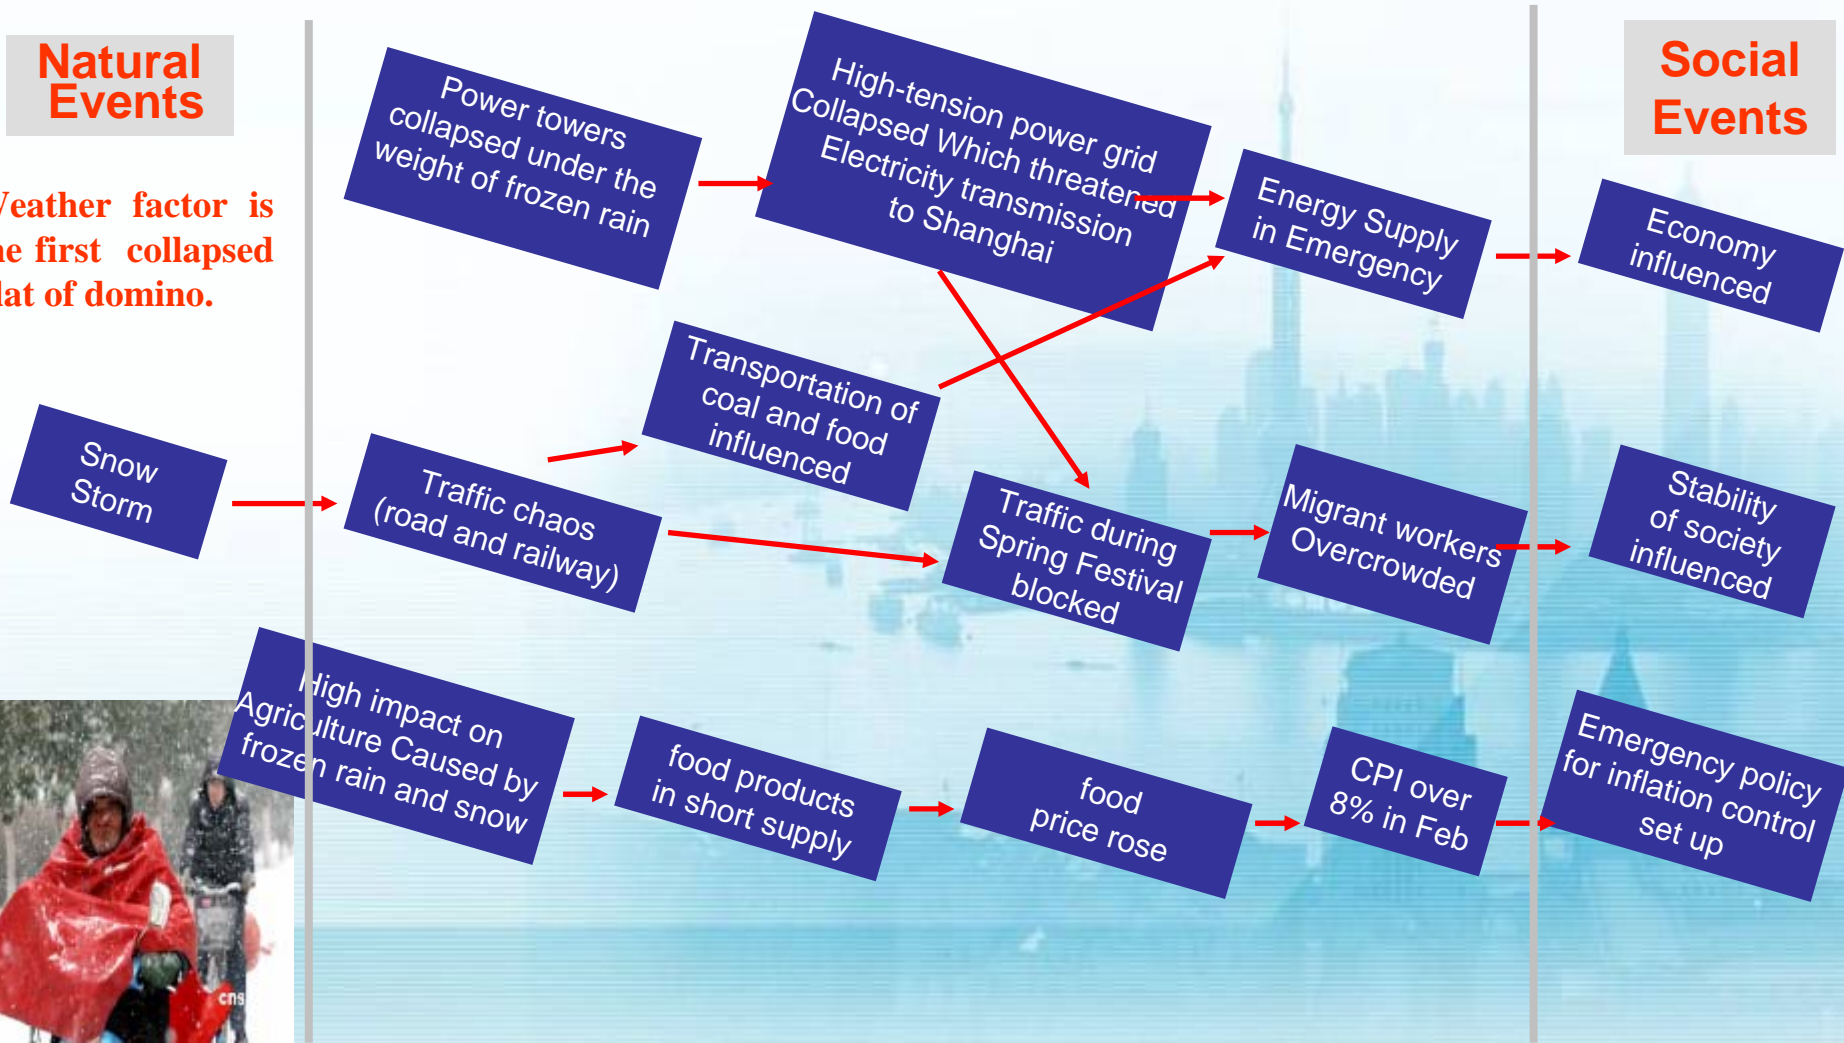 Natural
Events
factor is
first collapsed
of domino.
Snow
Storm
Power towers
collapsed under the
weight of frozen rain
High-tension power grid
Collapsed Which threatened
Electricity transmission
to Shanghai
Energy Supply
in Emergency
Social
Events
Economy
influenced
Transportation of
coal and food
influenced
Traffic chaos
(road and railway)
Traffic during
Spring Festival
blocked
Migrant workers
Overcrowded
Stability
of society
influenced
High impact on
Agriculture Caused by
frozen rain and snow
food products
in short supply
food
price rose
CPI over
8% in Feb
Emergency policy
for inflation control
set up
cns